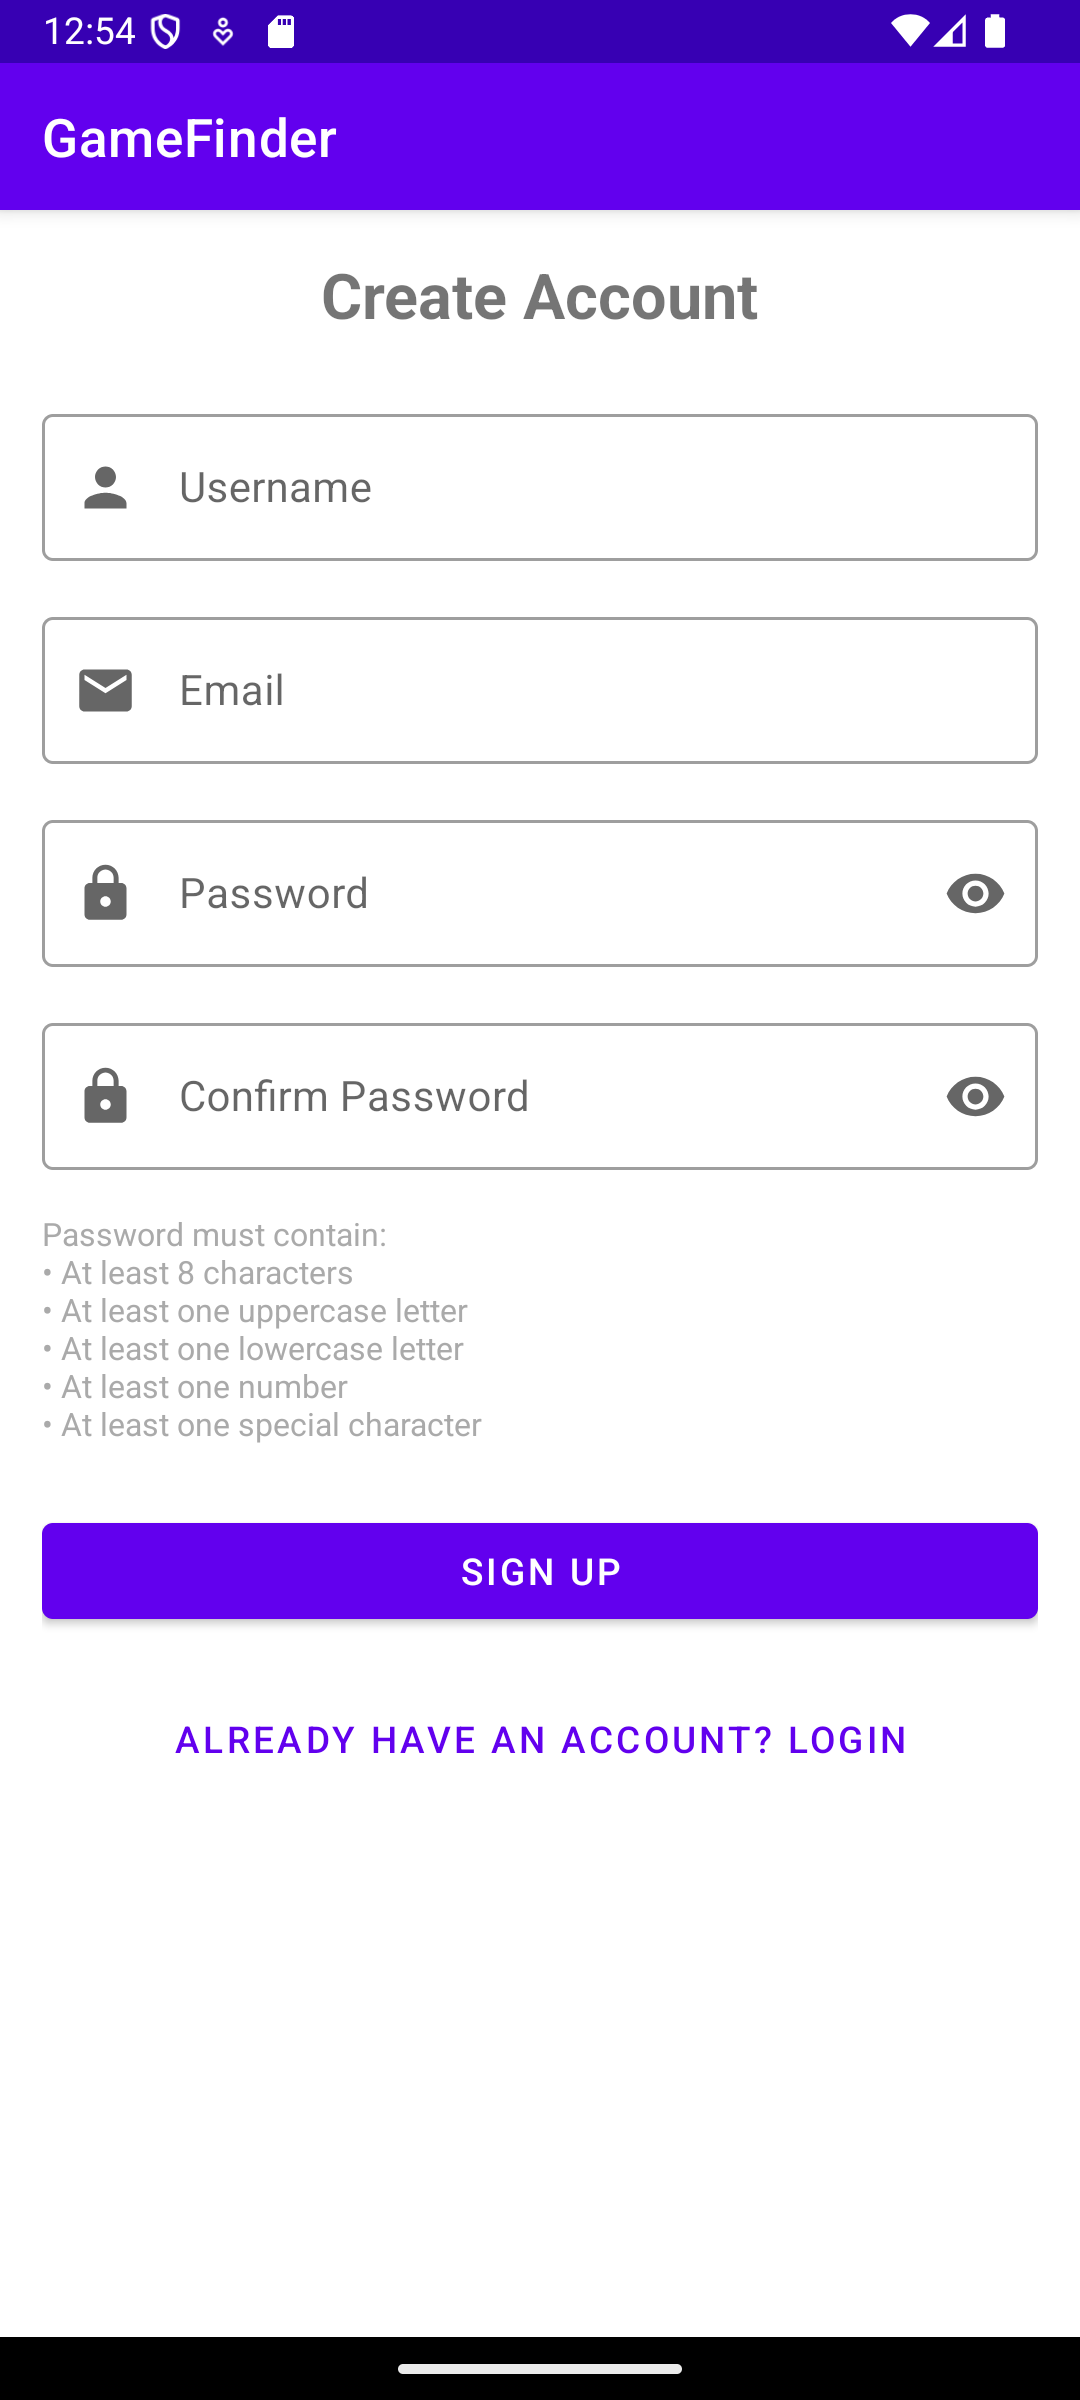 12:54
GameFinder
Create Account
Username
Email
Password
Confirm Password
Password must contain:
• At least 8 characters
• At least one uppercase letter
• At least one lowercase letter
• At least one number
• At least one special character
SIGN UP
ALREADY HAVE AN ACCOUNT? LOGIN